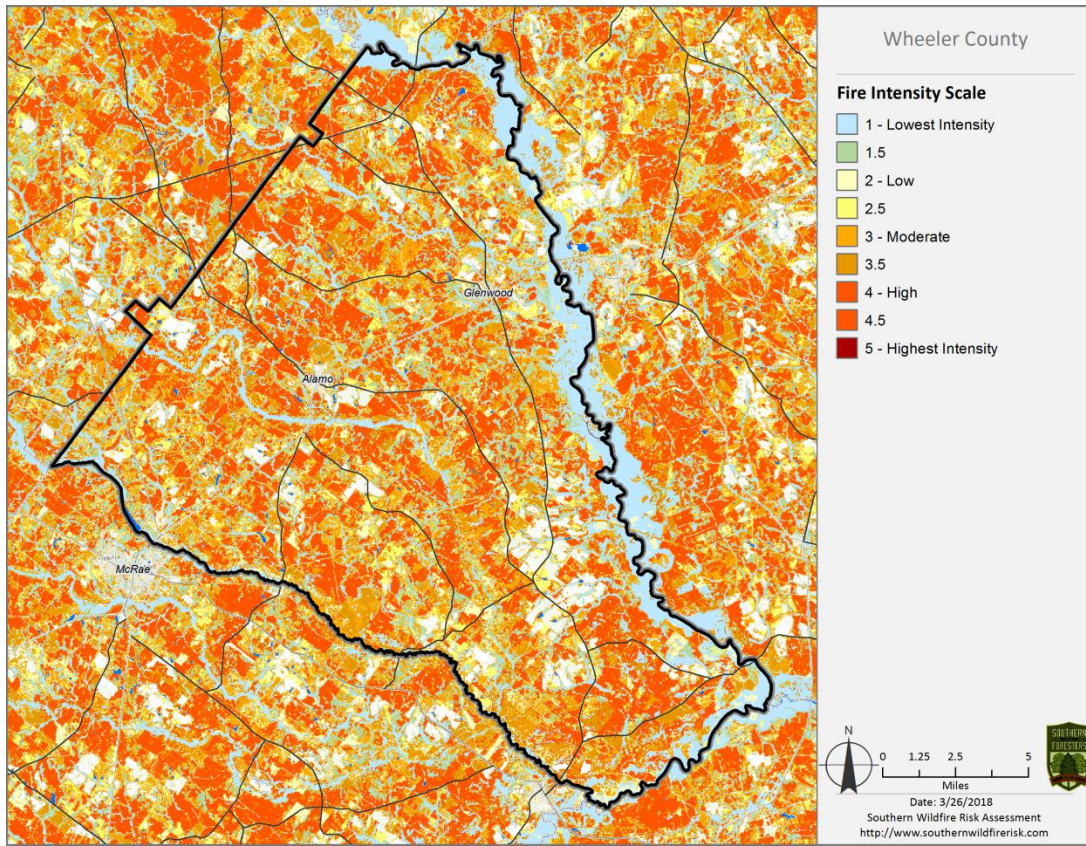 Wheeler County
Fire Intensity Scale
1 - Lowest Intensity
1.5
2 - Low
2.5
3 - Moderate
3.5
4 - High
4.5
5 - Highest Intensity
Glenwood
Alamo
McRae
N
0 1.25 2.5 5
Miles
SOUTHERN
FORESTERS
Date: 3/26/2018
Southern Wildfire Risk Assessment
http://www.southernwildfirerisk.com